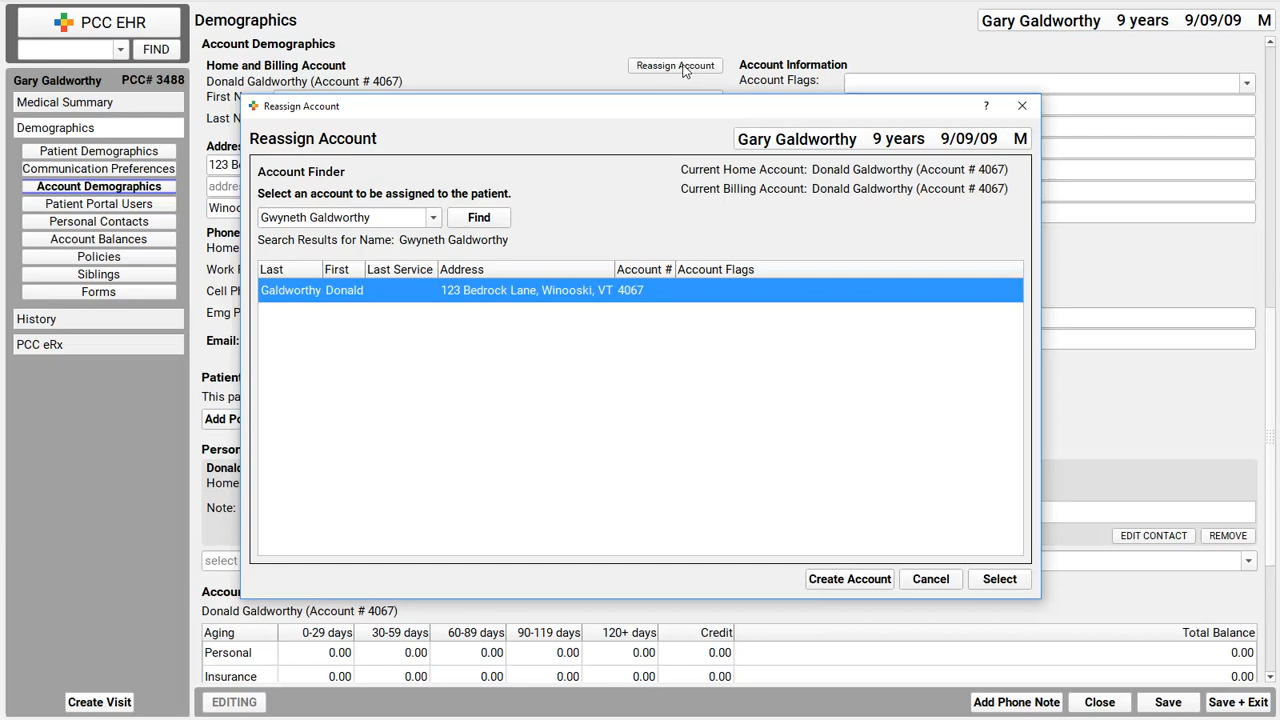 PCC EHR
FIND
Gary Galdworthy PCC# 3488
Medical Summary
Demographics
Patient Demographics
Communication Preferences
Account Demographics
Patient Portal Users
Personal Contacts
Account Balances
Policies
Siblings
Forms
History
PCC eRx
Create Visit
Demographics
Gary Galdworthy 9 years 9/09/09 M
Account Demographics
Home and Billing Account
Reassign Account
Account Information
Donald Galdworthy (Account # 4067)
Account Flags:
First N
Last N
Addres
123 Be
addre
Winoo
Phone
Home
Work P
Cell Ph
Emg P
Email:
Patient
This pa
Add Po
Person
Donald
Home
Note:
EDIT CONTACT REMOVE
select
Reassign Account
? 
Reassign Account
Gary Galdworthy 9 years 9/09/09 M
Account Finder
Current Home Account: Donald Galdworthy (Account # 4067)
Select an account to be assigned to the patient.
Current Billing Account: Donald Galdworthy (Account # 4067)
Gwyneth Galdworthy
Find
Search Results for Name: Gwyneth Galdworthy
Last First Last Service Address Account # Account Flags
Galdworthy Donald 123 Bedrock Lane, Winooski, VT 4067
Create Account Cancel Select
Accou
Donald Galdworthy (Account # 4067)
Aging 0-29 days 30-59 days 60-89 days 90-119 days 120+ days Credit Total Balance
Personal 0.00 0.00 0.00 0.00 0.00 0.00 0.00
Insurance 0.00 0.00 0.00 0.00 0.00 0.00 0.00
EDITING
Add Phone Note Close Save Save + Exit